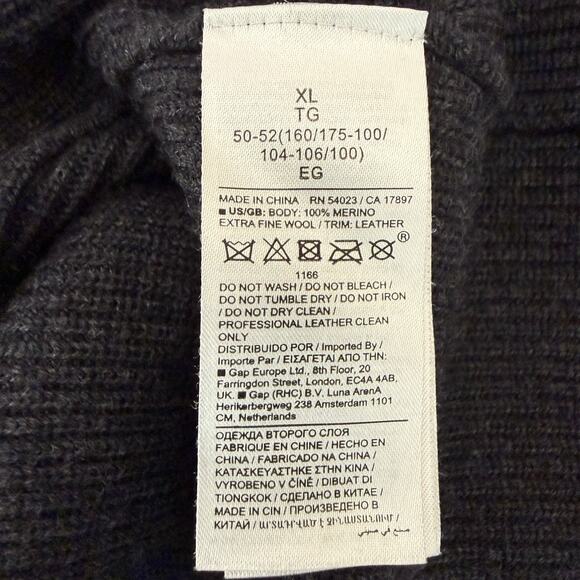 XL
TG
50-52(160/175-100/
104-106/100)
EG
MADE IN CHINA RN 54023 / CA 17897
■ US/GB: BODY: 100% MERINO
EXTRA FINE WOOL / TRIM: LEATHER
®
1166
DO NOT WASH / DO NOT BLEACH /
DO NOT TUMBLE DRY / DO NOT IRON
/ DO NOT DRY CLEAN /
PROFESSIONAL LEATHER CLEAN
ONLY
DISTRIBUIDO POR / Imported By /
Importe Par / ΕΙΣΑΓΕΤΑΙ ΑΠΟ ΤΗΝ:
■ Gap Europe Ltd., 8th Floor, 20
Farringdon Street, London, EC4A 4AB,
UK. ■ Gap (RHC) B.V. Luna ArenA
Herikerbergweg 238 Amsterdam 1101
CM, Netherlands
ОДЕЖДА ВТОРОГО СЛОЯ
FABRIQUE EN CHINE / HECHO EN
CHINA / FABRICADO NA CHINA /
ΚΑΤΑΣΚΕΥΑΣΤΗΚΕ ΣΤΗΝ ΚΙΝΑ /
VYROBENO V ČÍNĚ / DIBUAT DI
TIONGKOK / СДЕЛАНО В КИТАЕ /
MADE IN CIN / ПРОИЗВЕДЕНО В
КИТАЙ / ԱՐՏԱԴՐՎԱԾ Է ՉԻՆԱՍՏԱՆՈՒՄ /
صنع في صيني